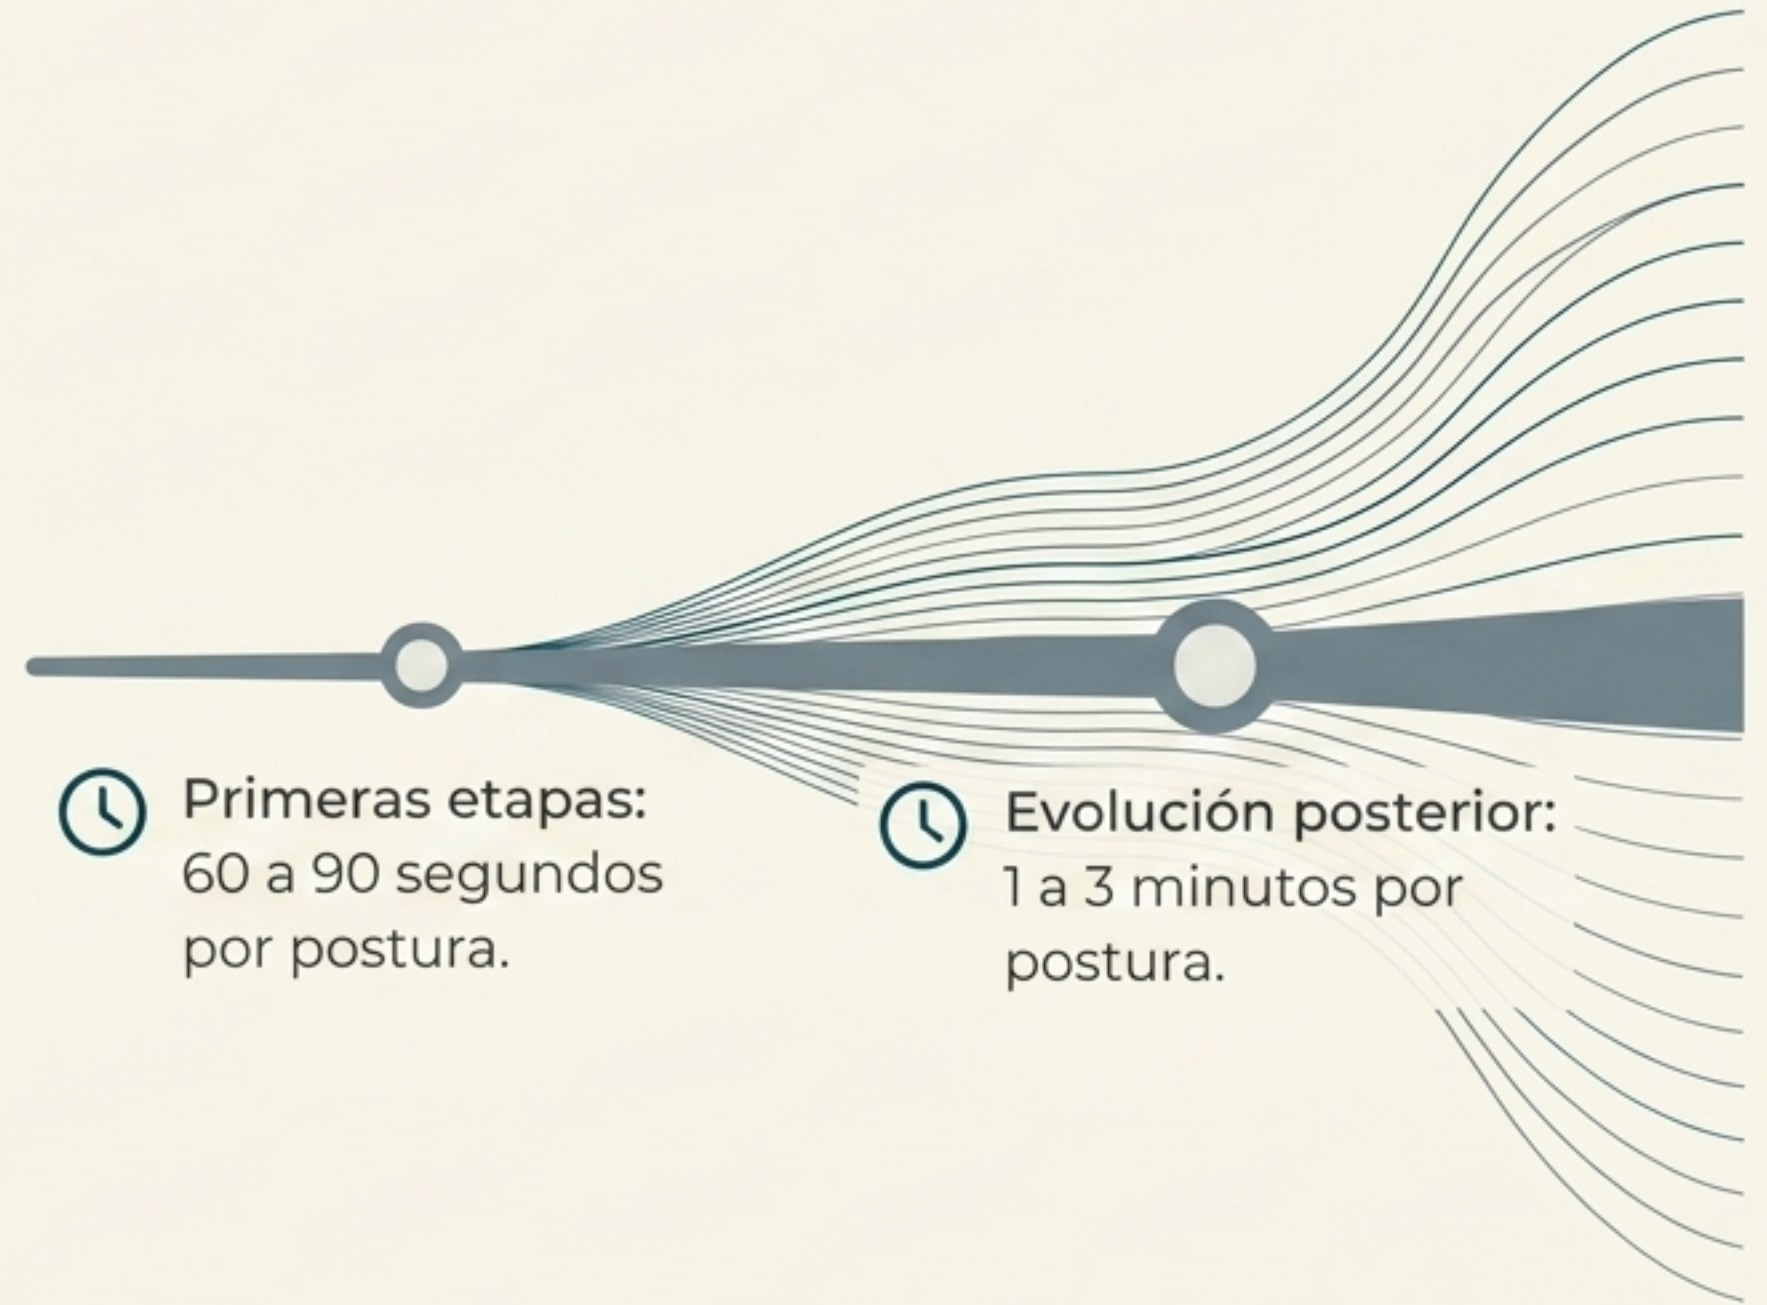 Primeras etapas:
60 a 90 segundos
por postura.
Evolución posterior:
1 a 3 minutos por
postura.